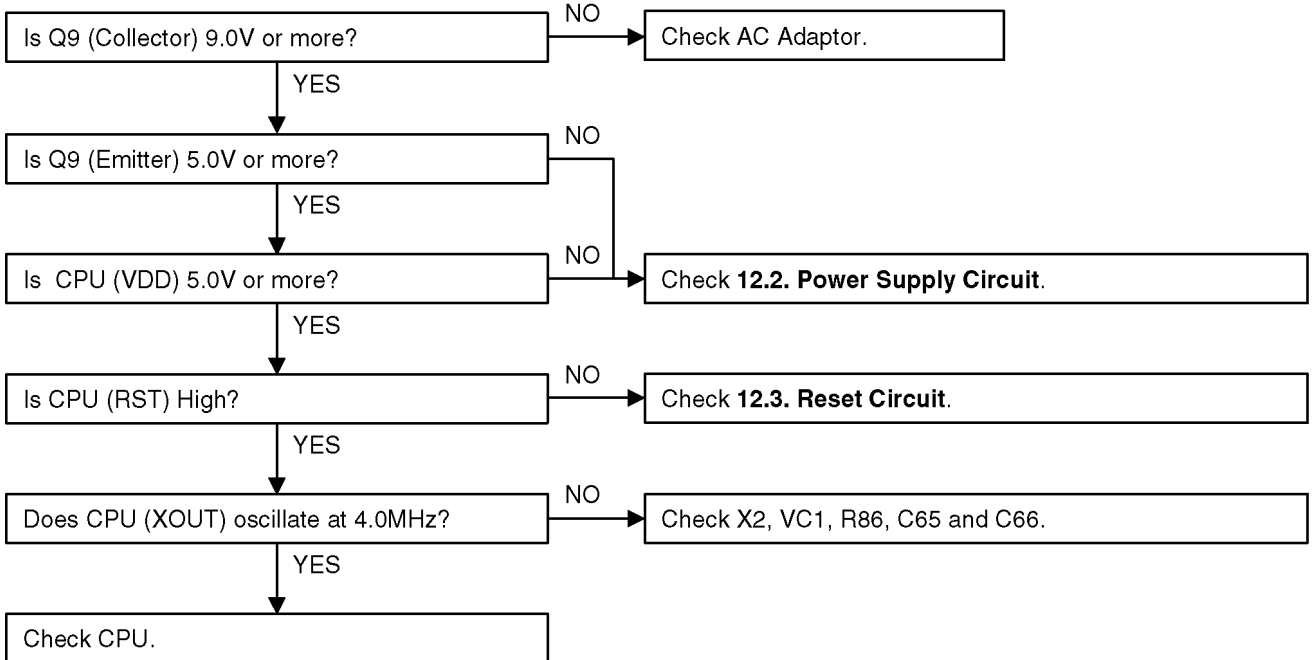 Is Q9 (Collector) 9.0V or more?
NO
Check AC Adaptor.
YES
Is Q9 (Emitter) 5.0V or more?
NO
YES
Is CPU (VDD) 5.0V or more?
NO
Check 12.2. Power Supply Circuit.
YES
Is CPU (RST) High?
NO
Check 12.3. Reset Circuit.
YES
Does CPU (XOUT) oscillate at 4.0MHz?
NO
Check X2, VC1, R86, C65 and C66.
YES
Check CPU.